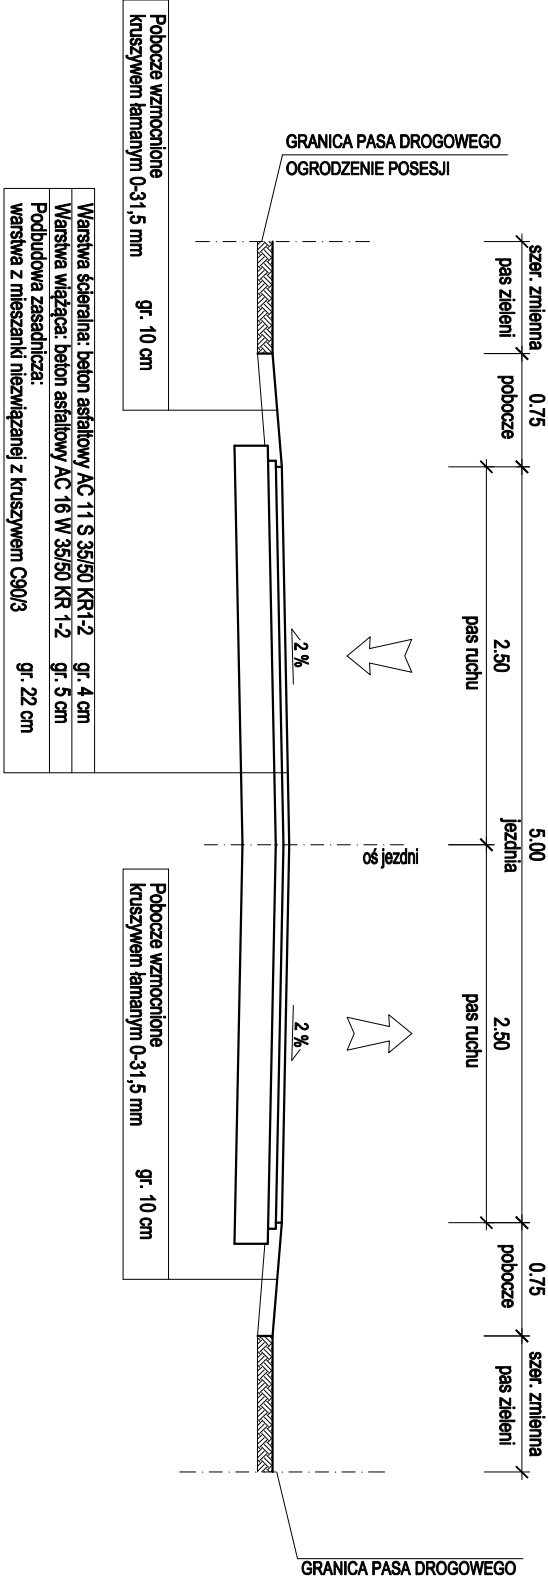 szer. zmienna
pas zieleni
0.75
pobocze
5.00
jezdnia
2.50
pas ruchu
2.50
pas ruchu
0.75
pobocze
szer. zmienna
pas zieleni
GRANICA PASA DROGOWEGO
OGRODZENIE POSESJI
oś jezdni
2 %
2 %
GRANICA PASA DROGOWEGO
Pobocze wzmocnione
kruszywem łamanym 0-31,5 mm gr. 10 cm
Pobocze wzmocnione
kruszywem łamanym 0-31,5 mm gr. 10 cm
Warstwa ścieralna: beton asfaltowy AC 11 S 35/50 KR1-2 gr. 4 cm
Warstwa wiążąca: beton asfaltowy AC 16 W 35/50 KR 1-2 gr. 5 cm
Podbudowa zasadnicza:
warstwa z mieszanki niezwiązanej z kruszywem C90/3 gr. 22 cm